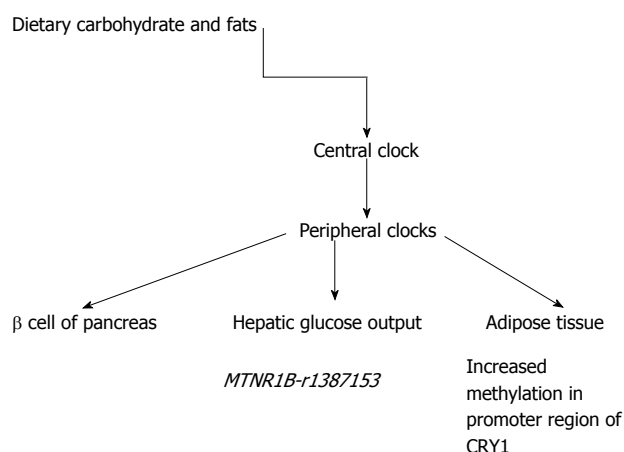 Dietary carbohydrate and fats
Central clock
Peripheral clocks
β cell of pancreas
Hepatic glucose output
Adipose tissue
MTNR1B-r1387153
Increased
methylation in
promoter region of
CRY1